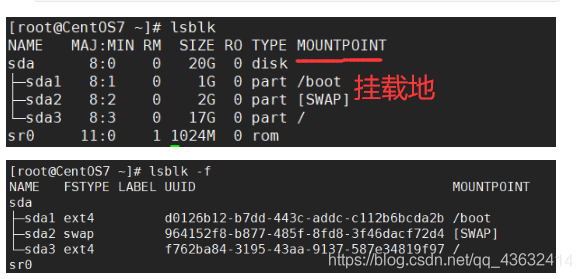 [root@CentOS7 ~]# lsblk
NAME   MAJ:MIN RM  SIZE RO TYPE MOUNTPOINT
sda      8:0    0   20G  0 disk
├─sda1   8:1    0    1G  0 part /boot
├─sda2   8:2    0    2G  0 part [SWAP]
└─sda3   8:3    0   17G  0 part /
挂载地
sr0     11:0    1 1024M  0 rom
[root@CentOS7 ~]# lsblk -f
NAME   FSTYPE LABEL UUID                                 MOUNTPOINT
sda
├─sda1 ext4         d0126b12-b7dd-443c-addc-c112b6bcda2b /boot
├─sda2 swap         964152f8-b877-485f-8fd8-3f46dacf72d4 [SWAP]
└─sda3 ext4         f762ba84-3195-43aa-9137-587e34819f97 /
sr0
https://blog.csdn.net/qq_43632414